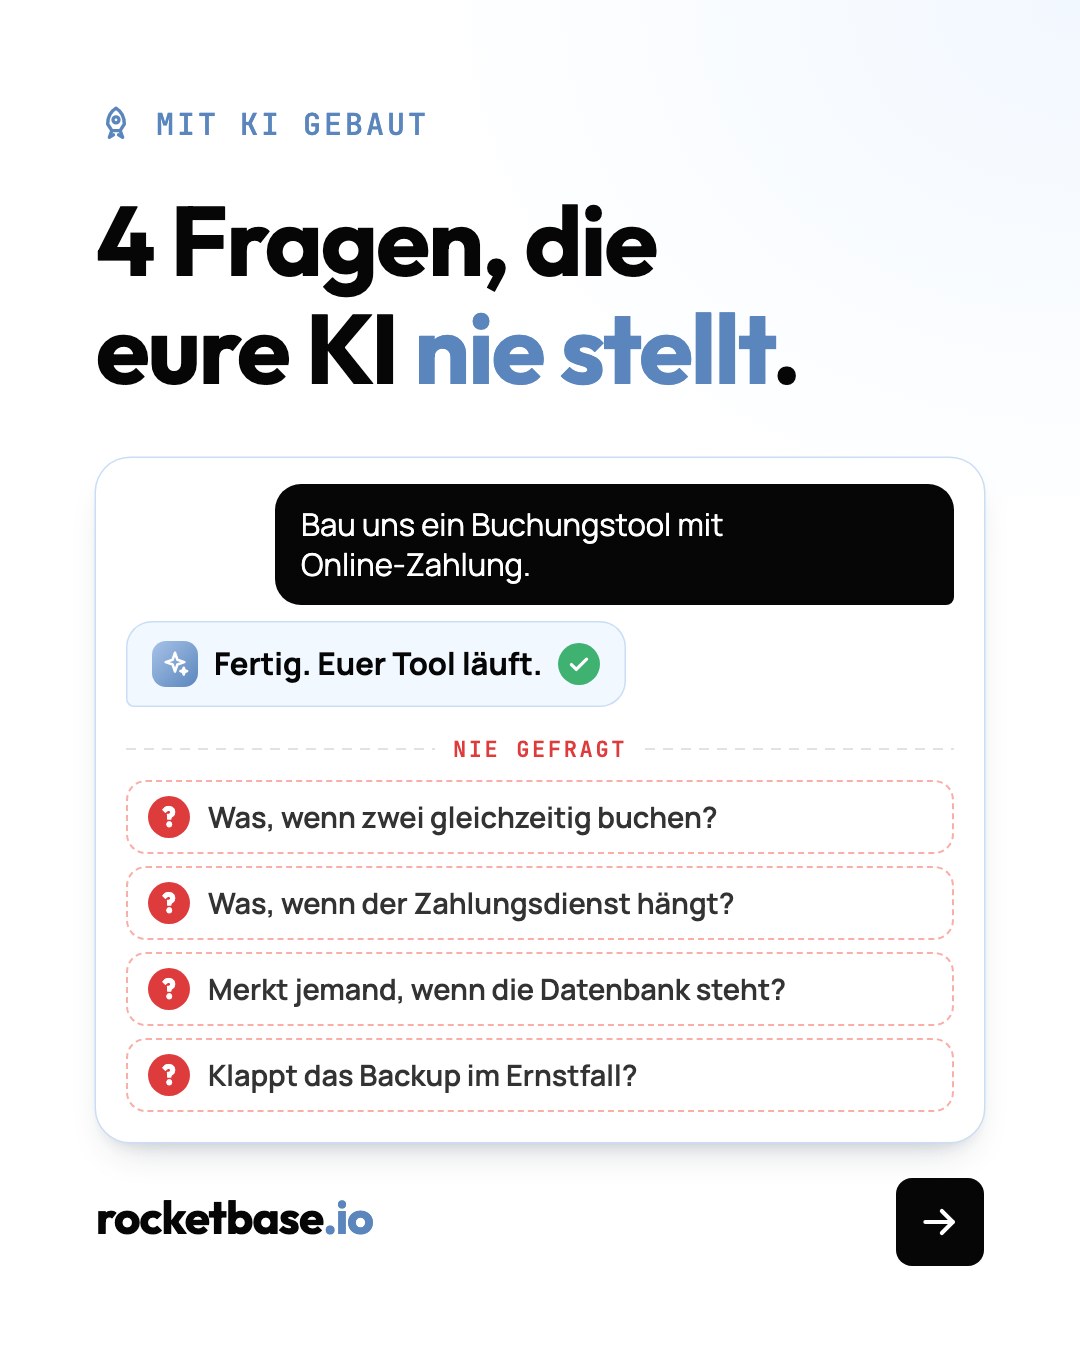 MIT KI GEBAUT
4 Fragen, die
eure KI nie stellt.
Bau uns ein Buchungstool mit
Online-Zahlung.
Fertig. Euer Tool läuft.
NIE GEFRAGT
? Was, wenn zwei gleichzeitig buchen?
? Was, wenn der Zahlungsdienst hängt?
? Merkt jemand, wenn die Datenbank steht?
? Klappt das Backup im Ernstfall?
rocketbase.io